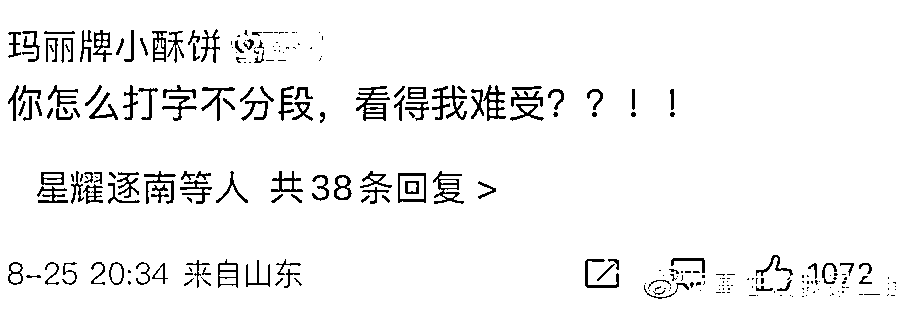 玛丽牌小酥饼
你怎么打字不分段，看得我难受？？！！
星耀逐南等人 共38条回复 >
8-25 20:34 来自山东
1072